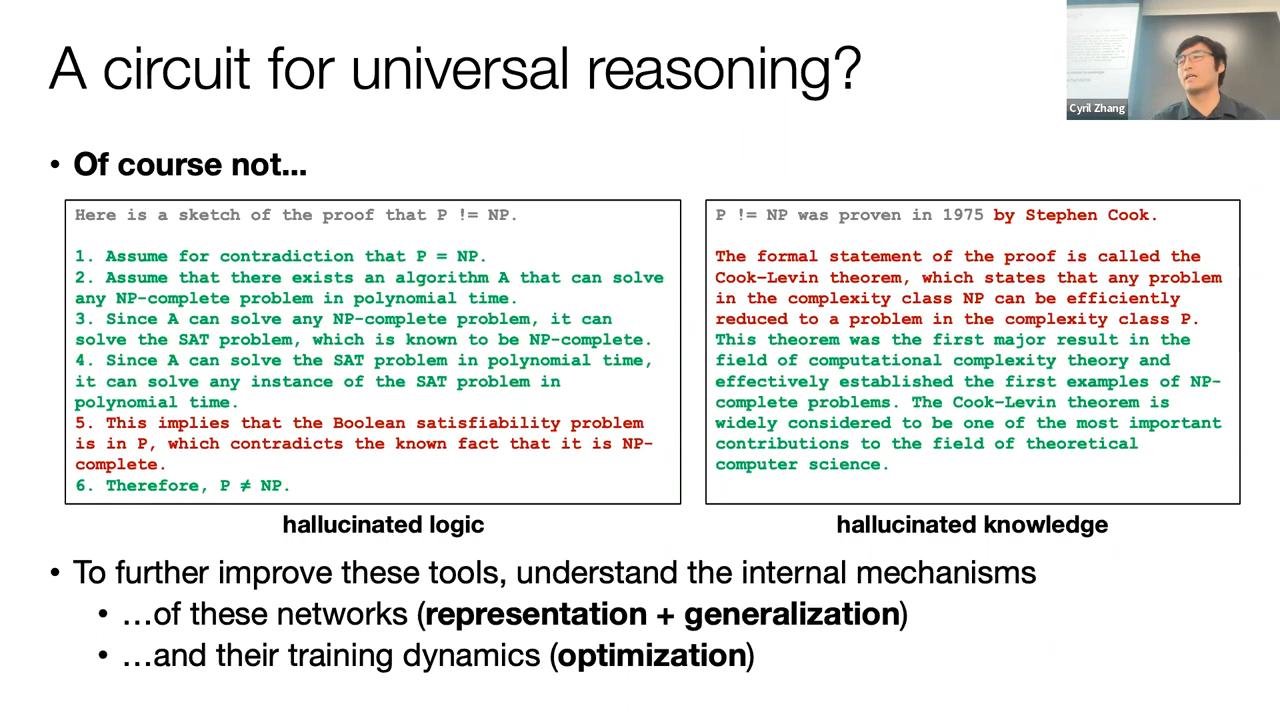 A circuit for universal reasoning?
Cyril Zhang
• Of course not...
Here is a sketch of the proof that P != NP.
1. Assume for contradiction that P = NP.
2. Assume that there exists an algorithm A that can solve
any NP-complete problem in polynomial time.
3. Since A can solve any NP-complete problem, it can
solve the SAT problem, which is known to be NP-complete.
4. Since A can solve the SAT problem in polynomial time,
it can solve any instance of the SAT problem in
polynomial time.
5. This implies that the Boolean satisfiability problem
is in P, which contradicts the known fact that it is NP-
complete.
6. Therefore, P ≠ NP.
hallucinated logic
P != NP was proven in 1975 by Stephen Cook.
The formal statement of the proof is called the
Cook–Levin theorem, which states that any problem
in the complexity class NP can be efficiently
reduced to a problem in the complexity class P.
This theorem was the first major result in the
field of computational complexity theory and
effectively established the first examples of NP-
complete problems. The Cook–Levin theorem is
widely considered to be one of the most important
contributions to the field of theoretical
computer science.
hallucinated knowledge
• To further improve these tools, understand the internal mechanisms
• …of these networks (representation + generalization)
• …and their training dynamics (optimization)